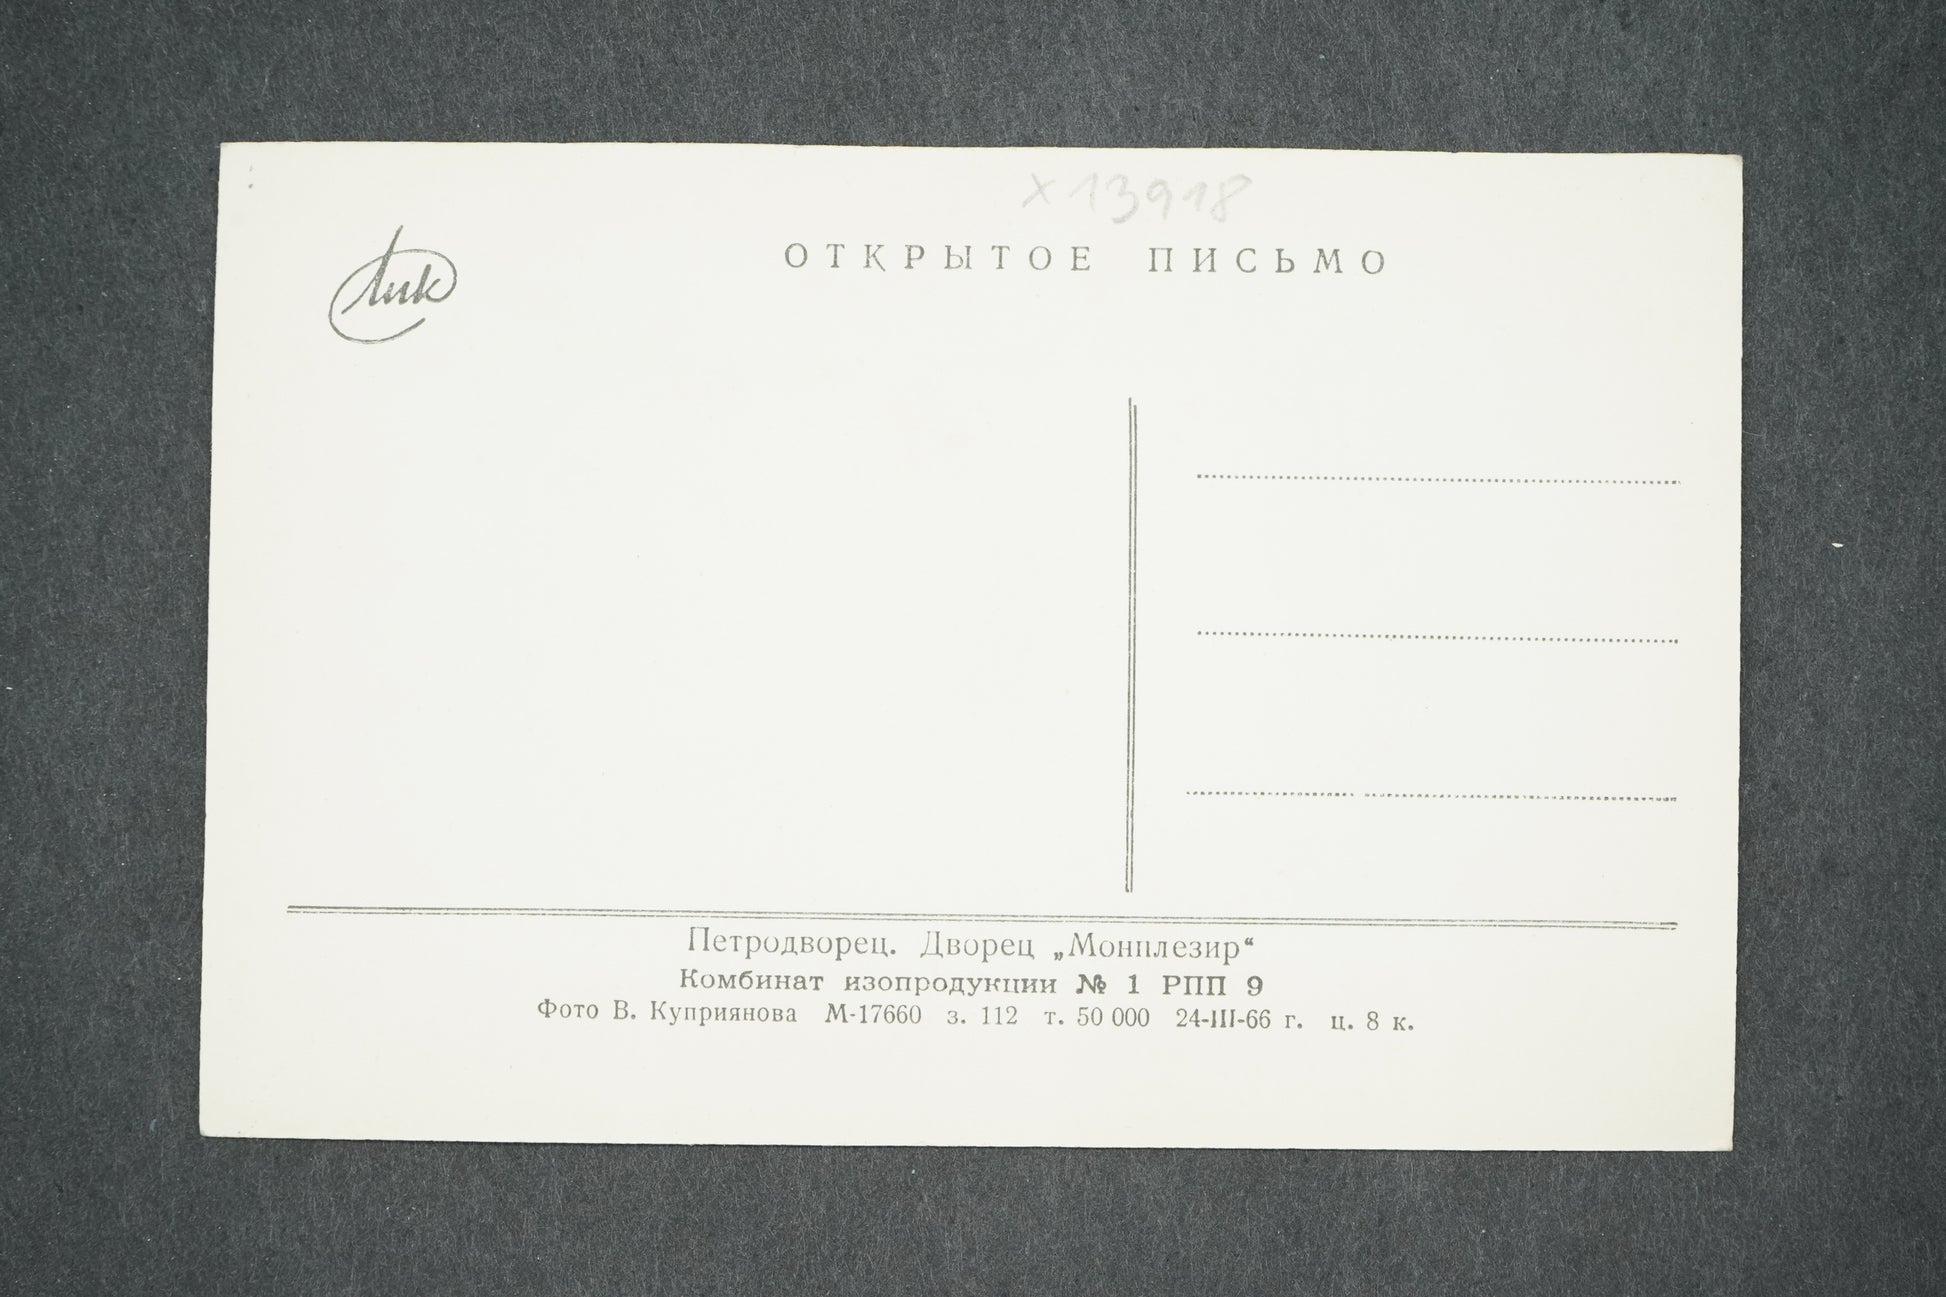 х 13918
ОТКРЫТОЕ ПИСЬМО
Лик
Петродворец. Дворец „Монплезир“
Комбинат изопродукции № 1 РПП 9
Фото В. Куприянова М-17660 з. 112 т. 50 000 24-III-66 г. ц. 8 к.